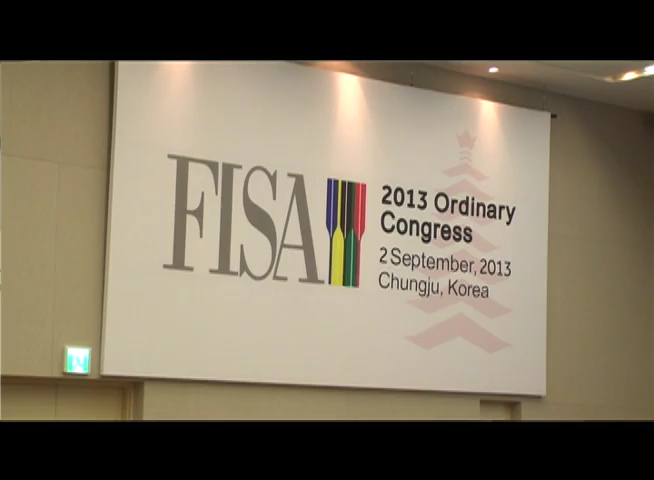 FISA
2013 Ordinary
Congress
2 September, 2013
Chungju, Korea